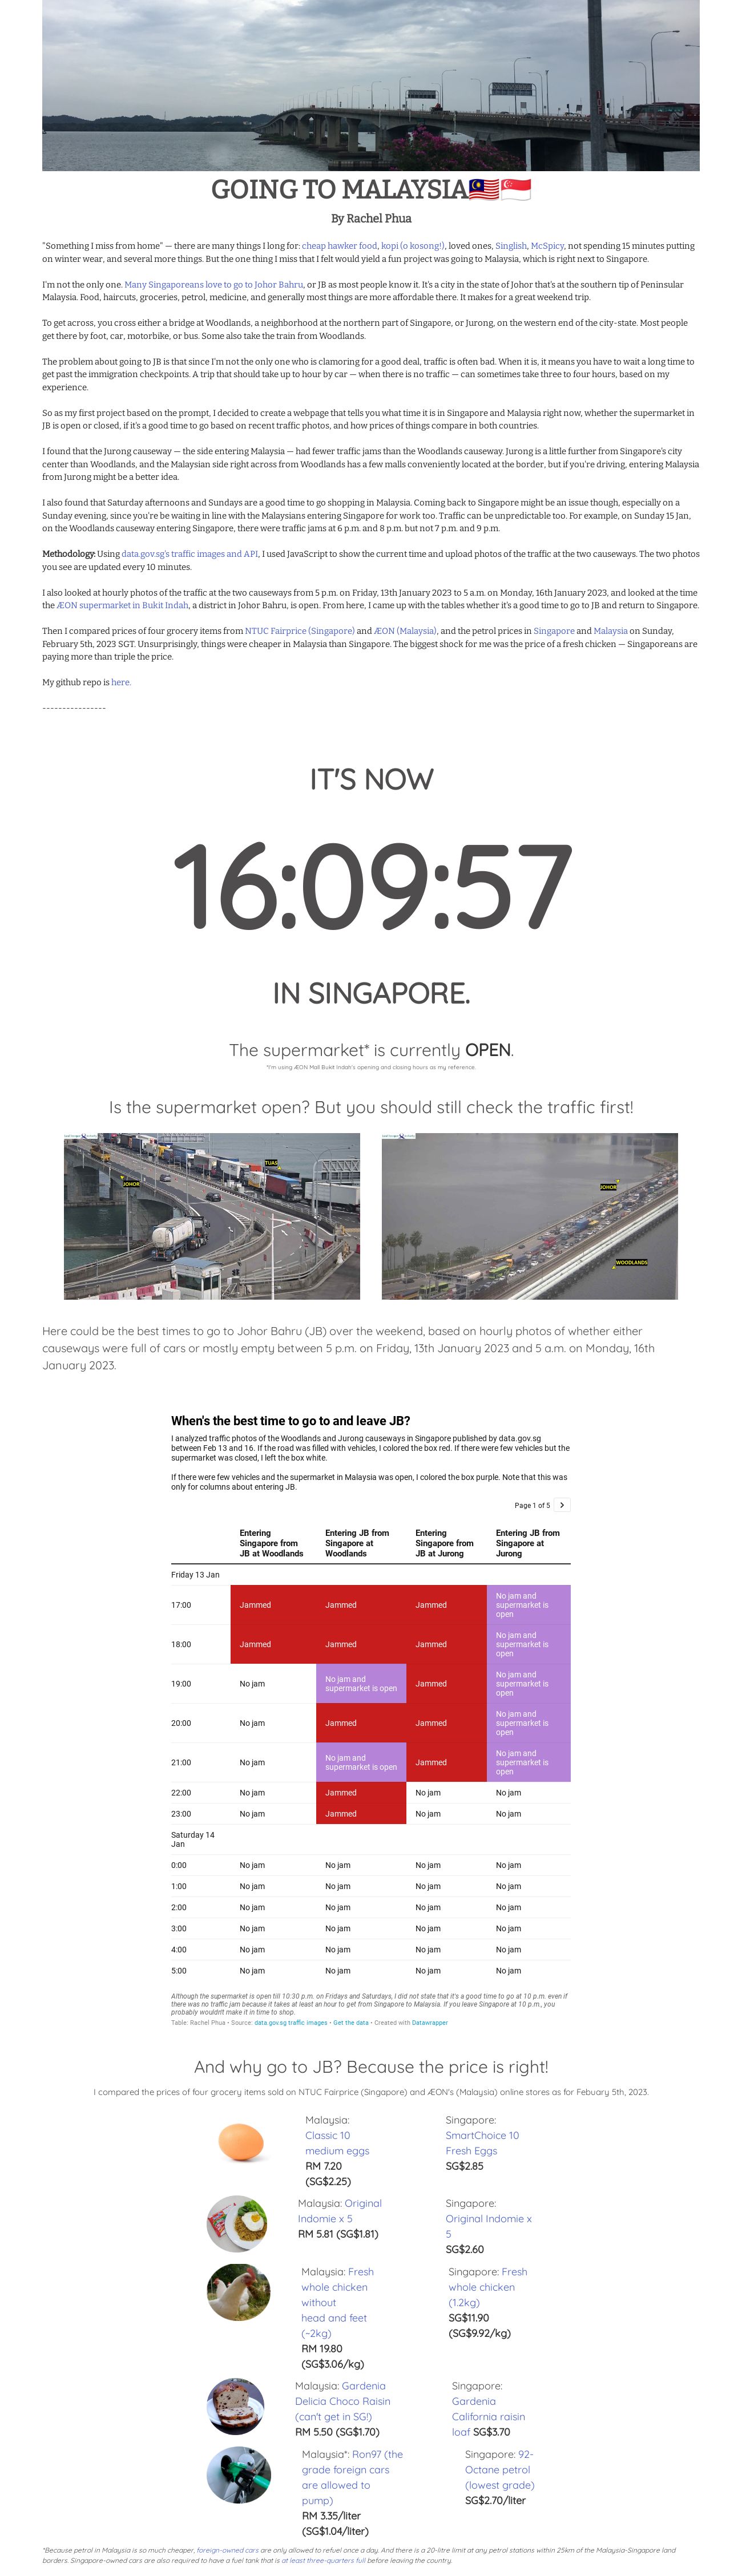 GOING TO MALAYSIA🇲🇾🇸🇬
By Rachel Phua
"Something I miss from home" — there are many things I long for: cheap hawker food, kopi (o kosong!), loved ones, Singlish, McSpicy, not spending 15 minutes putting
on winter wear, and several more things. But the one thing I miss that I felt would yield a fun project was going to Malaysia, which is right next to Singapore.
I'm not the only one. Many Singaporeans love to go to Johor Bahru, or JB as most people know it. It's a city in the state of Johor that's at the southern tip of Peninsular
Malaysia. Food, haircuts, groceries, petrol, medicine, and generally most things are more affordable there. It makes for a great weekend trip.
To get across, you cross either a bridge at Woodlands, a neighborhood at the northern part of Singapore, or Jurong, on the western end of the city-state. Most people
get there by foot, car, motorbike, or bus. Some also take the train from Woodlands.
The problem about going to JB is that since I'm not the only one who is clamoring for a good deal, traffic is often bad. When it is, it means you have to wait a long time to
get past the immigration checkpoints. A trip that should take up to hour by car — when there is no traffic — can sometimes take three to four hours, based on my
experience.
So as my first project based on the prompt, I decided to create a webpage that tells you what time it is in Singapore and Malaysia right now, whether the supermarket in
JB is open or closed, if it's a good time to go based on recent traffic photos, and how prices of things compare in both countries.
I found that the Jurong causeway — the side entering Malaysia — had fewer traffic jams than the Woodlands causeway. Jurong is a little further from Singapore's city
center than Woodlands, and the Malaysian side right across from Woodlands has a few malls conveniently located at the border, but if you're driving, entering Malaysia
from Jurong might be a better idea.
I also found that Saturday afternoons and Sundays are a good time to go shopping in Malaysia. Coming back to Singapore might be an issue though, especially on a
Sunday evening, since you're be waiting in line with the Malaysians entering Singapore for work too. Traffic can be unpredictable too. For example, on Sunday 15 Jan,
on the Woodlands causeway entering Singapore, there were traffic jams at 6 p.m. and 8 p.m. but not 7 p.m. and 9 p.m.
Methodology: Using data.gov.sg's traffic images and API, I used JavaScript to show the current time and upload photos of the traffic at the two causeways. The two photos
you see are updated every 10 minutes.
I also looked at hourly photos of the traffic at the two causeways from 5 p.m. on Friday, 13th January 2023 to 5 a.m. on Monday, 16th January 2023, and looked at the time
the ÆON supermarket in Bukit Indah, a district in Johor Bahru, is open. From here, I came up with the tables whether it's a good time to go to JB and return to Singapore.
Then I compared prices of four grocery items from NTUC Fairprice (Singapore) and ÆON (Malaysia), and the petrol prices in Singapore and Malaysia on Sunday,
February 5th, 2023 SGT. Unsurprisingly, things were cheaper in Malaysia than Singapore. The biggest shock for me was the price of a fresh chicken — Singaporeans are
paying more than triple the price.
My github repo is here.
----------------
IT'S NOW
16:09:57
IN SINGAPORE.
The supermarket* is currently OPEN.
*I'm using ÆON Mall Bukit Indah's opening and closing hours as my reference.
Is the supermarket open? But you should still check the traffic first!
JOHOR
TUAS
JOHOR
WOODLANDS
Here could be the best times to go to Johor Bahru (JB) over the weekend, based on hourly photos of whether either
causeways were full of cars or mostly empty between 5 p.m. on Friday, 13th January 2023 and 5 a.m. on Monday, 16th
January 2023.
When's the best time to go to and leave JB?
I analyzed traffic photos of the Woodlands and Jurong causeways in Singapore published by data.gov.sg
between Feb 13 and 16. If the road was filled with vehicles, I colored the box red. If there were few vehicles but the
supermarket was closed, I left the box white.
If there were few vehicles and the supermarket in Malaysia was open, I colored the box purple. Note that this was
only for columns about entering JB.
Page 1 of 5
Entering Singapore from JB at Woodlands
Entering JB from Singapore at Woodlands
Entering Singapore from JB at Jurong
Entering JB from Singapore at Jurong
Friday 13 Jan
17:00 Jammed Jammed Jammed No jam and supermarket is open
18:00 Jammed Jammed Jammed No jam and supermarket is open
19:00 No jam No jam and supermarket is open Jammed No jam and supermarket is open
20:00 No jam Jammed Jammed No jam and supermarket is open
21:00 No jam No jam and supermarket is open Jammed No jam and supermarket is open
22:00 No jam Jammed No jam No jam
23:00 No jam Jammed No jam No jam
Saturday 14
Jan
0:00 No jam No jam No jam No jam
1:00 No jam No jam No jam No jam
2:00 No jam No jam No jam No jam
3:00 No jam No jam No jam No jam
4:00 No jam No jam No jam No jam
5:00 No jam No jam No jam No jam
Although the supermarket is open till 10:30 p.m. on Fridays and Saturdays, I did not state that it's a good time to go at 10 p.m. even if
there was no traffic jam because it takes at least an hour to get from Singapore to Malaysia. If you leave Singapore at 10 p.m., you
probably wouldn't make it in time to shop.
Table: Rachel Phua • Source: data.gov.sg traffic images • Get the data • Created with Datawrapper
And why go to JB? Because the price is right!
I compared the prices of four grocery items sold on NTUC Fairprice (Singapore) and ÆON's (Malaysia) online stores as for Febuary 5th, 2023.
Malaysia:
Classic 10
medium eggs
RM 7.20
(SG$2.25)
Singapore:
SmartChoice 10
Fresh Eggs
SG$2.85
Malaysia: Original
Indomie x 5
RM 5.81 (SG$1.81)
Singapore:
Original Indomie x
5
SG$2.60
Malaysia: Fresh
whole chicken
without
head and feet
(~2kg)
RM 19.80
(SG$3.06/kg)
Singapore: Fresh
whole chicken
(1.2kg)
SG$11.90
(SG$9.92/kg)
Malaysia: Gardenia
Delicia Choco Raisin
(can't get in SG!)
RM 5.50 (SG$1.70)
Singapore:
Gardenia
California raisin
loaf SG$3.70
Malaysia*: Ron97 (the
grade foreign cars
are allowed to
pump)
RM 3.35/liter
(SG$1.04/liter)
Singapore: 92-
Octane petrol
(lowest grade)
SG$2.70/liter
*Because petrol in Malaysia is so much cheaper, foreign-owned cars are only allowed to refuel once a day. And there is a 20-litre limit at any petrol stations within 25km of the Malaysia-Singapore land
borders. Singapore-owned cars are also required to have a fuel tank that is at least three-quarters full before leaving the country.